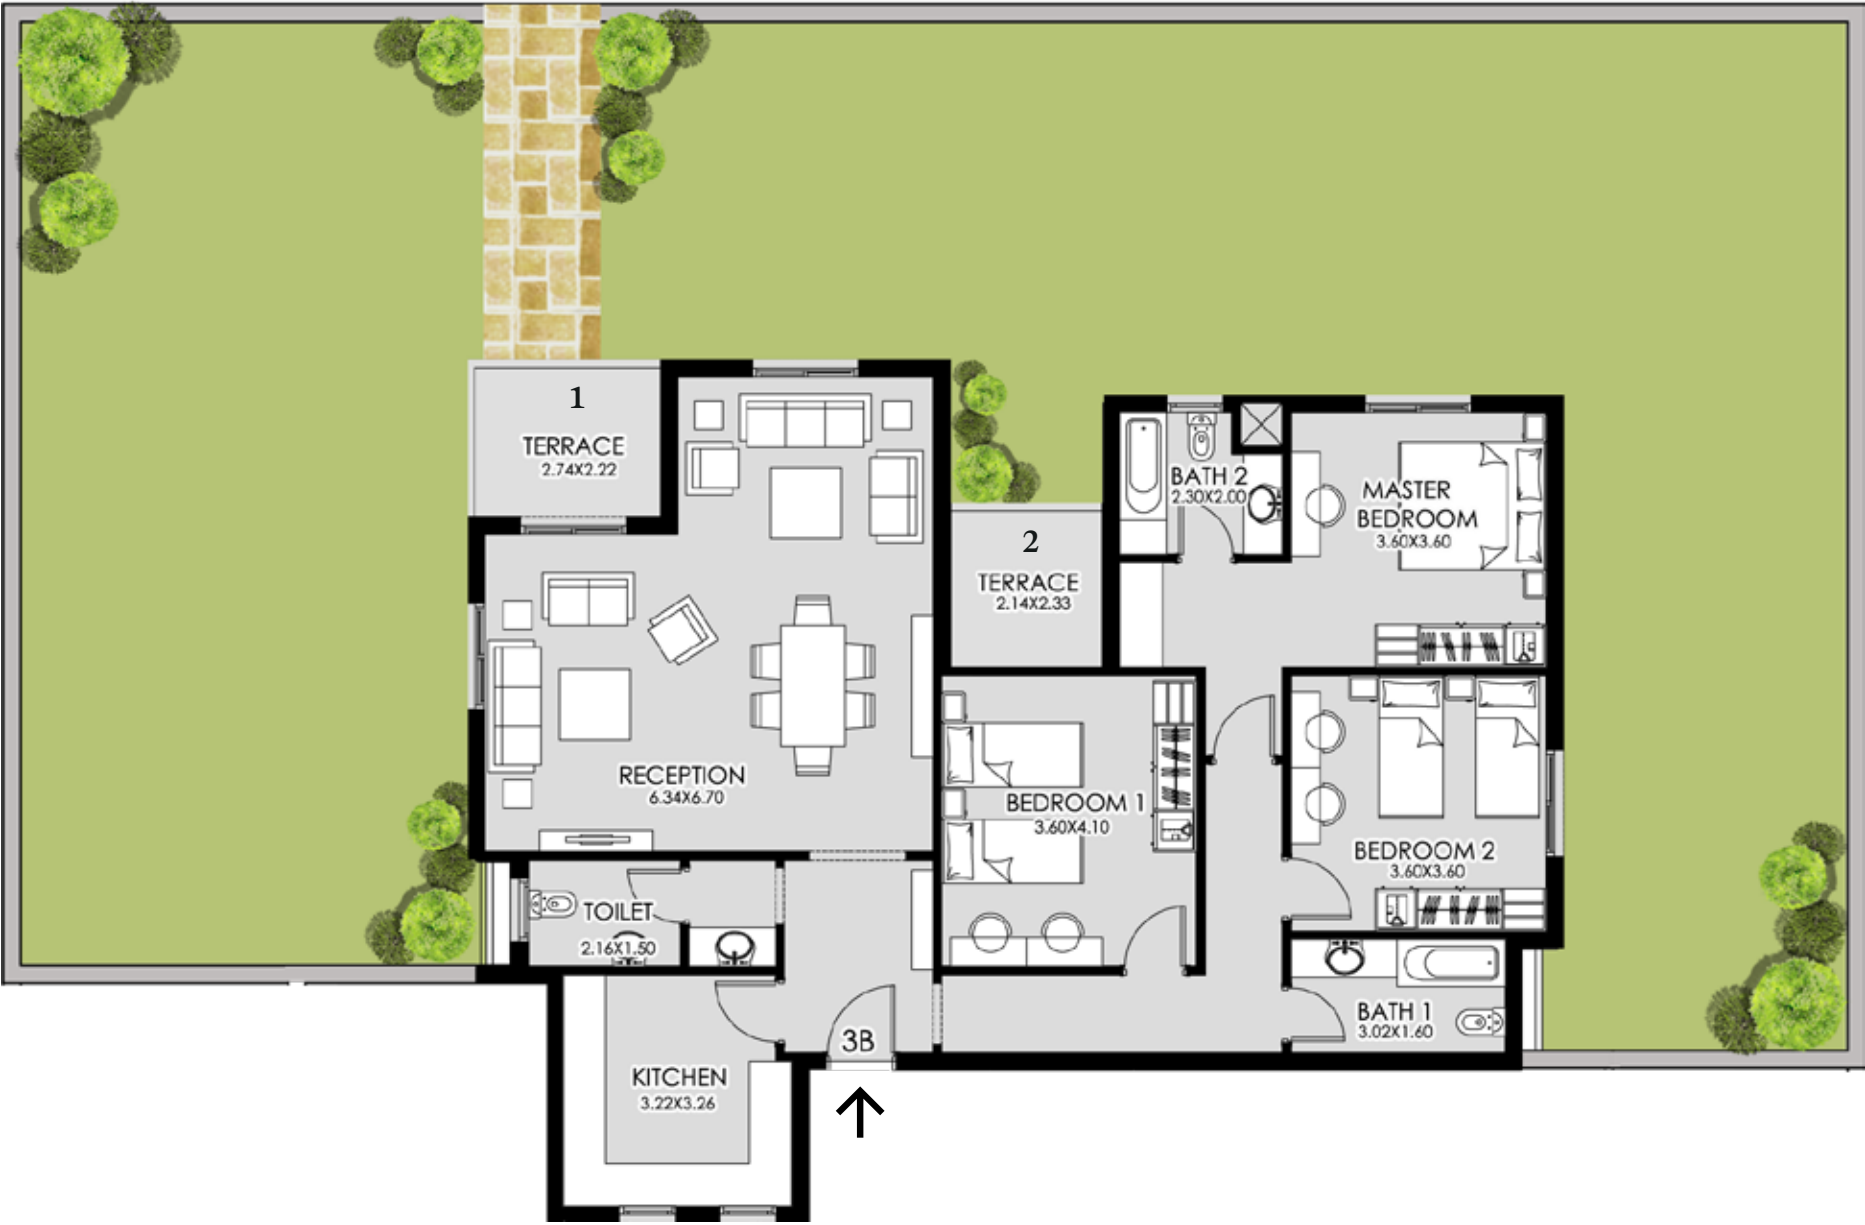 1
TERRACE
2.74X2.22
BATH 2
2.30X2.00
MASTER
BEDROOM
3.60X3.60
2
TERRACE
2.14X2.33
RECEPTION
6.34X6.70
BEDROOM 1
3.60X4.10
BEDROOM 2
3.60X3.60
TOILET
2.16X1.50
BATH 1
3.02X1.60
3B
KITCHEN
3.22X3.26